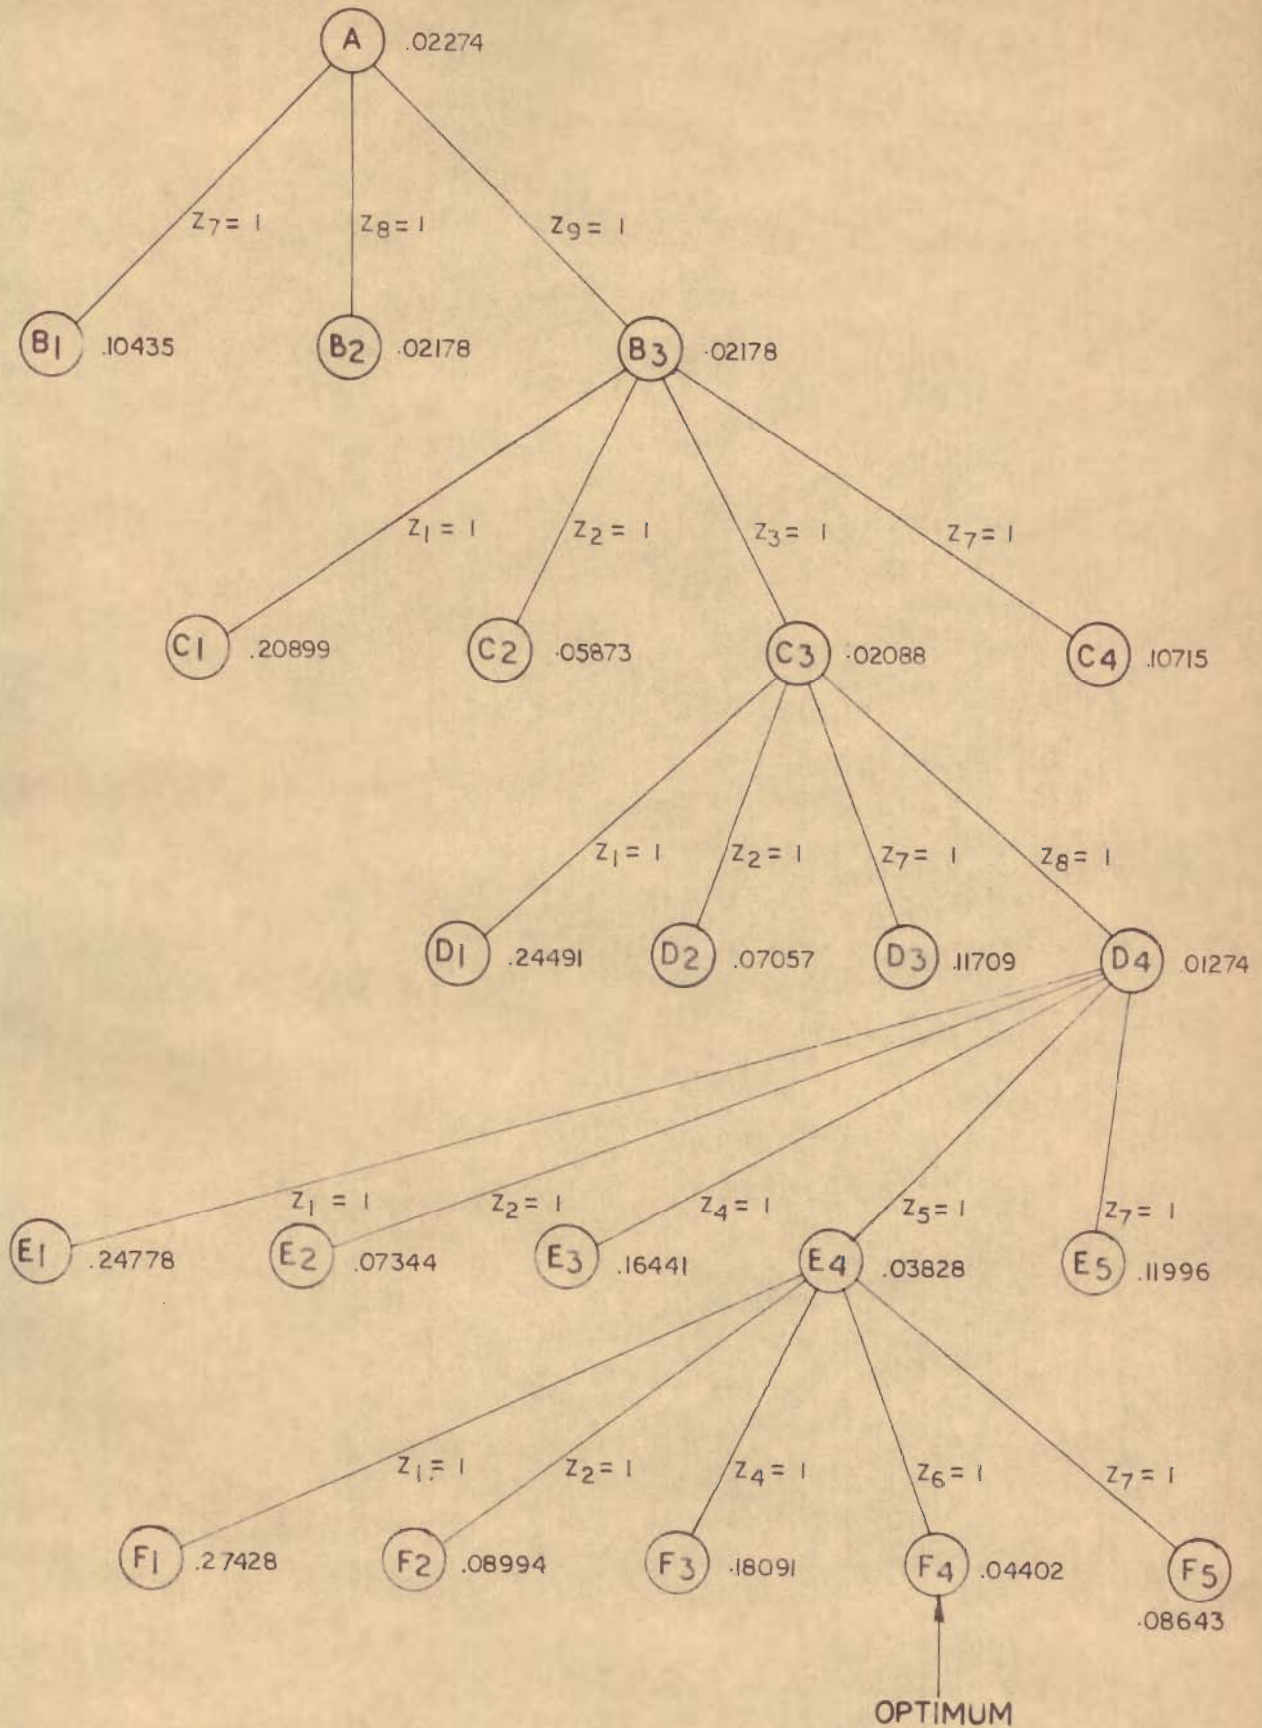 A .02274
Z7 = 1 Z8 = 1 Z9 = 1
B1 .10435 B2 .02178 B3 .02178
Z1 = 1 Z2 = 1 Z3 = 1 Z7 = 1
C1 .20899 C2 .05873 C3 .02088 C4 .10715
Z1 = 1 Z2 = 1 Z7 = 1 Z8 = 1
D1 .24491 D2 .07057 D3 .11709 D4 .01274
Z1 = 1 Z2 = 1 Z4 = 1 Z5 = 1 Z7 = 1
E1 .24778 E2 .07344 E3 .16441 E4 .03828 E5 .11996
Z1 = 1 Z2 = 1 Z4 = 1 Z6 = 1 Z7 = 1
F1 .27428 F2 .08994 F3 .18091 F4 .04402 F5
.08643
OPTIMUM